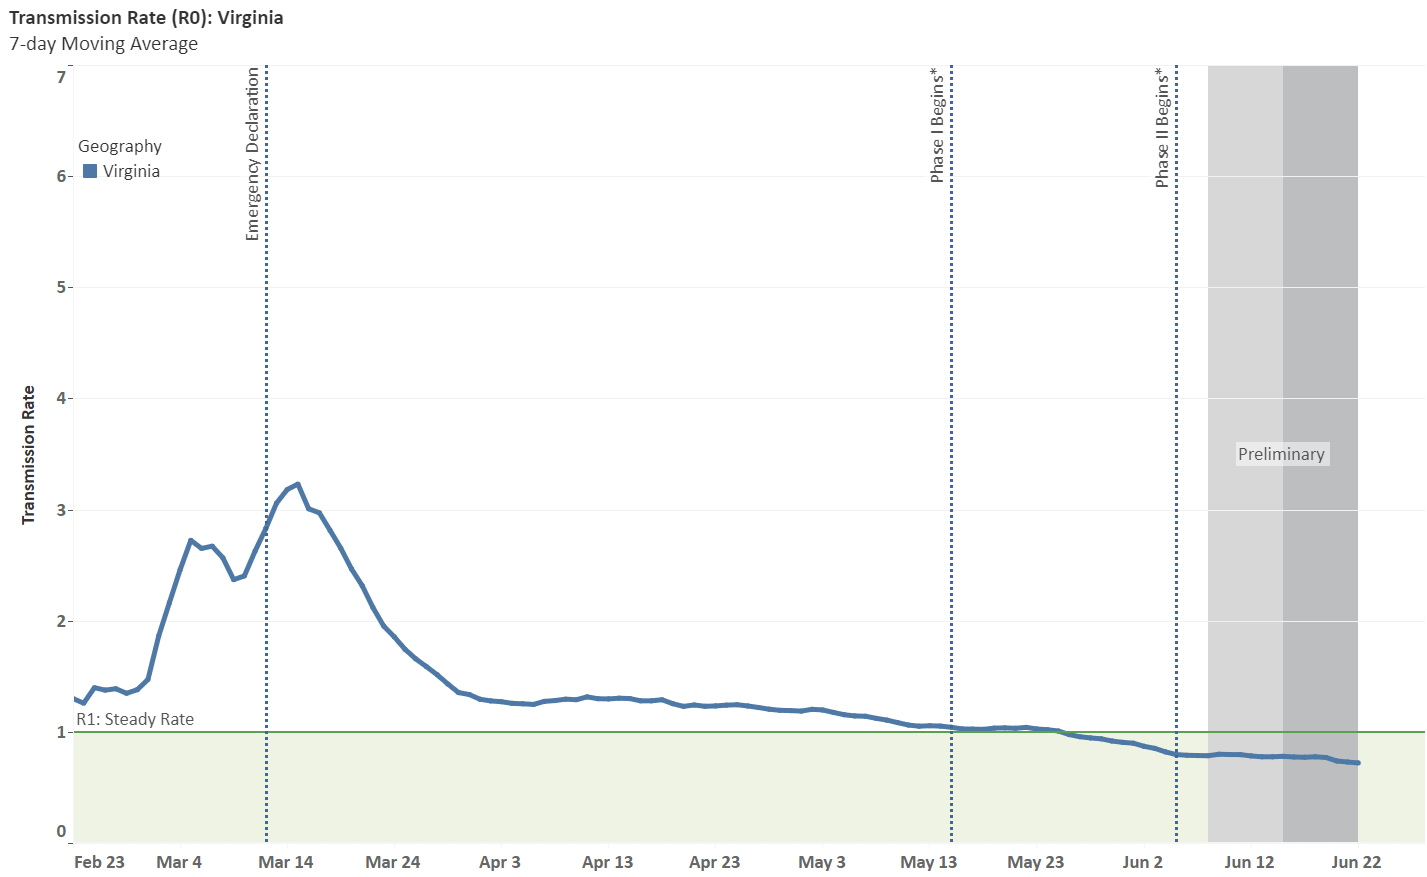 Transmission Rate (R0): Virginia
7-day Moving Average
Emergency Declaration
Phase I Begins*
Phase II Begins*
Geography
Virginia
Preliminary
Transmission Rate
7
6
5
4
3
2
1
0
R1: Steady Rate
Feb 23
Mar 4
Mar 14
Mar 24
Apr 3
Apr 13
Apr 23
May 3
May 13
May 23
Jun 2
Jun 12
Jun 22